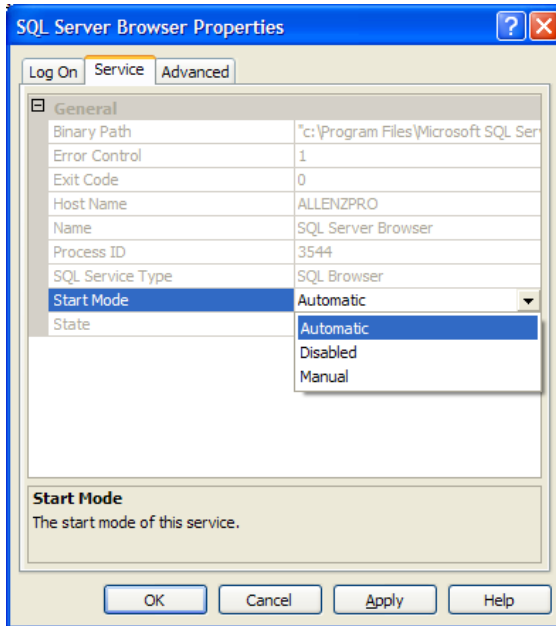 SQL Server Browser Properties
Log On Service Advanced
General
Binary Path "c:\Program Files\Microsoft SQL Ser
Error Control 1
Exit Code 0
Host Name ALLENZPRO
Name SQL Server Browser
Process ID 3544
SQL Service Type SQL Browser
Start Mode Automatic
State Automatic
Disabled
Manual
Start Mode
The start mode of this service.
OK Cancel Apply Help